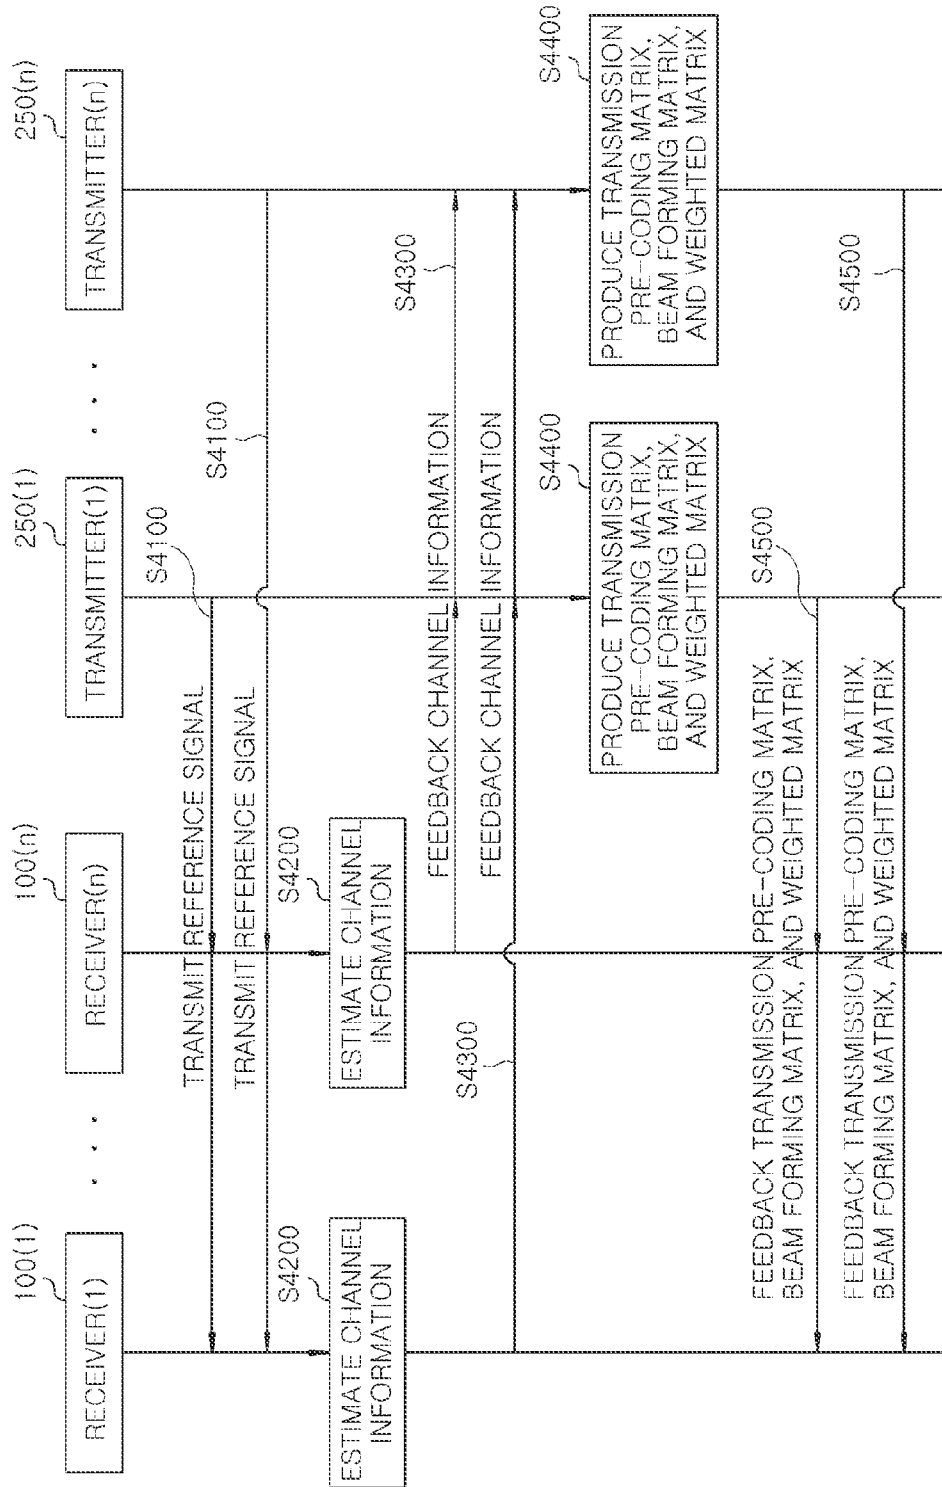 100(1)
RECEIVER(1)
. . .
100(n)
RECEIVER(n)
250(1)
TRANSMITTER(1)
. . .
250(n)
TRANSMITTER(n)
S4100
TRANSMIT REFERENCE SIGNAL
S4100
TRANSMIT REFERENCE SIGNAL
S4200
ESTIMATE CHANNEL
INFORMATION
S4200
ESTIMATE CHANNEL
INFORMATION
FEEDBACK CHANNEL INFORMATION
S4300
FEEDBACK CHANNEL INFORMATION
S4300
S4400
PRODUCE TRANSMISSION
PRE-CODING MATRIX,
BEAM FORMING MATRIX,
AND WEIGHTED MATRIX
S4400
PRODUCE TRANSMISSION
PRE-CODING MATRIX,
BEAM FORMING MATRIX,
AND WEIGHTED MATRIX
FEEDBACK TRANSMISSION PRE-CODING MATRIX,
BEAM FORMING MATRIX, AND WEIGHTED MATRIX
S4500
FEEDBACK TRANSMISSION PRE-CODING MATRIX,
BEAM FORMING MATRIX, AND WEIGHTED MATRIX
S4500